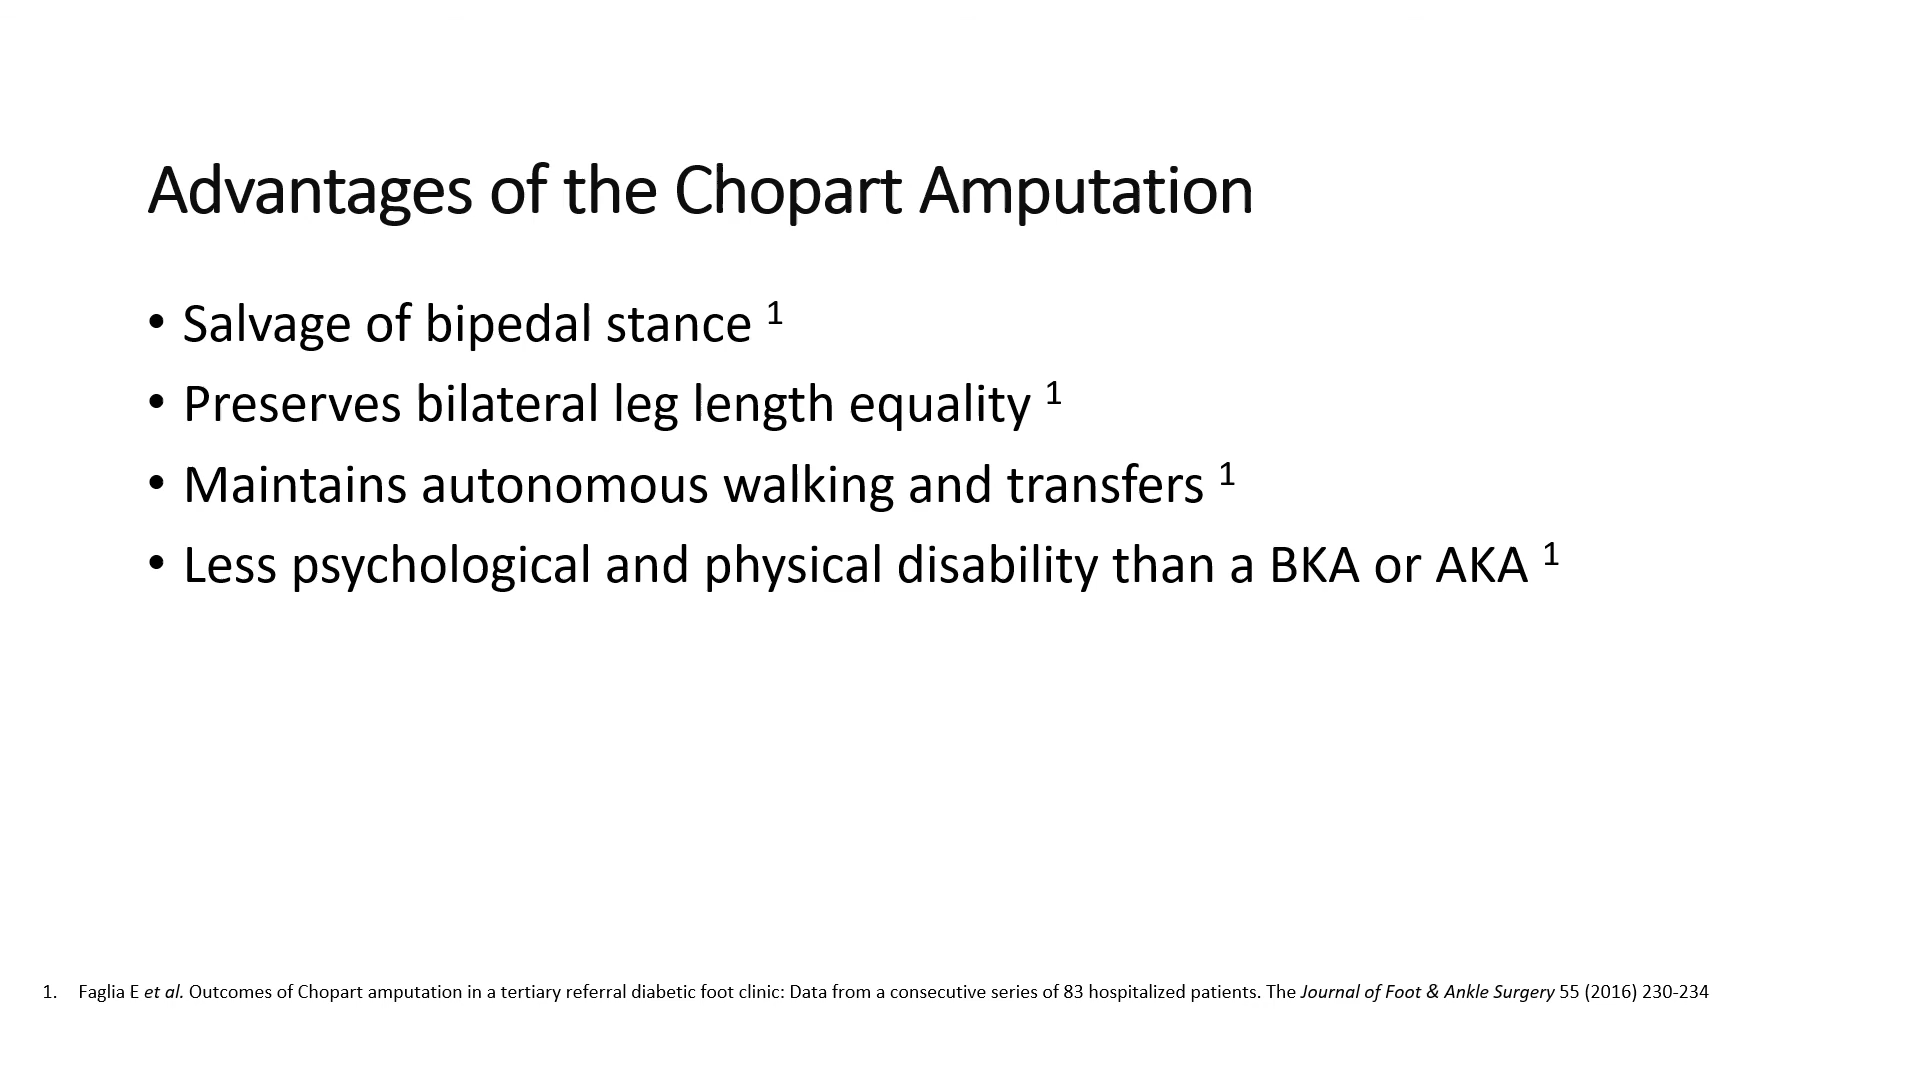 Advantages of the Chopart Amputation
• Salvage of bipedal stance ¹
• Preserves bilateral leg length equality ¹
• Maintains autonomous walking and transfers ¹
• Less psychological and physical disability than a BKA or AKA ¹
1. Faglia E et al. Outcomes of Chopart amputation in a tertiary referral diabetic foot clinic: Data from a consecutive series of 83 hospitalized patients. The Journal of Foot & Ankle Surgery 55 (2016) 230-234